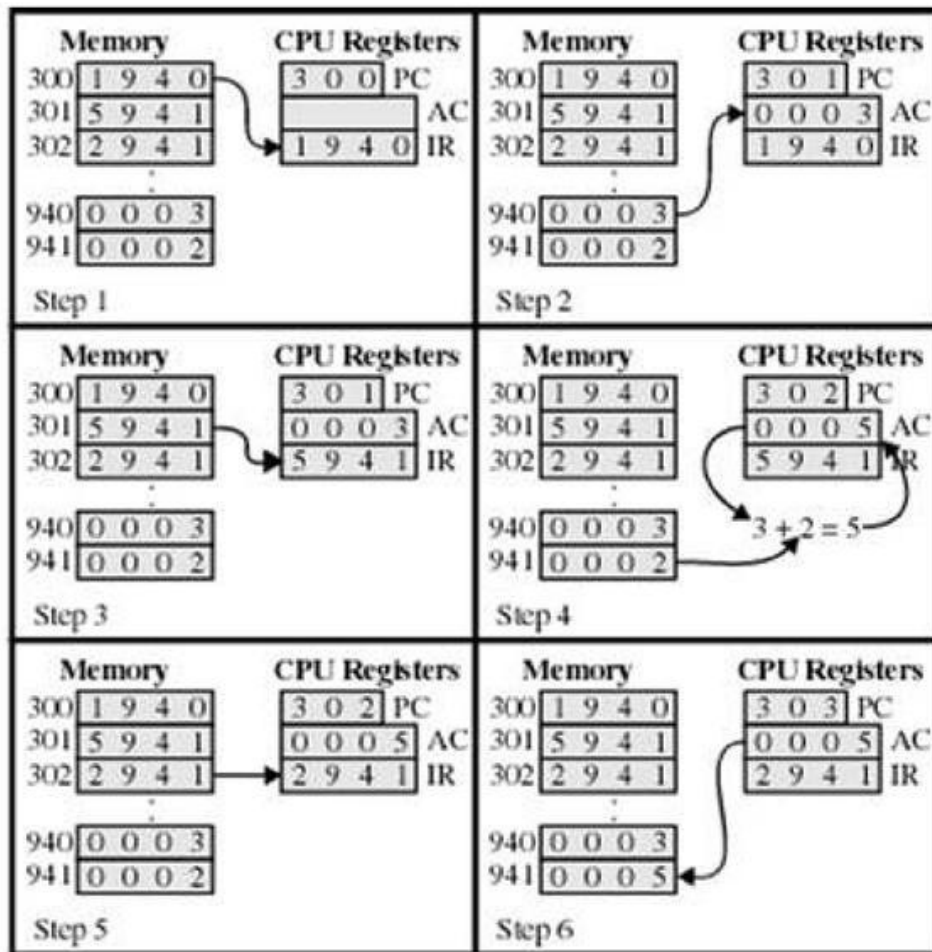 Memory CPU Registers
300 1 9 4 0 3 0 0 PC
301 5 9 4 1 AC
302 2 9 4 1 1 9 4 0 IR
940 0 0 0 3
941 0 0 0 2
Step 1
Memory CPU Registers
300 1 9 4 0 3 0 1 PC
301 5 9 4 1 0 0 0 3 AC
302 2 9 4 1 1 9 4 0 IR
940 0 0 0 3
941 0 0 0 2
Step 2
Memory CPU Registers
300 1 9 4 0 3 0 1 PC
301 5 9 4 1 0 0 0 3 AC
302 2 9 4 1 5 9 4 1 IR
940 0 0 0 3
941 0 0 0 2
Step 3
Memory CPU Registers
300 1 9 4 0 3 0 2 PC
301 5 9 4 1 0 0 0 5 AC
302 2 9 4 1 5 9 4 1 IR
940 0 0 0 3 3 + 2 = 5
941 0 0 0 2
Step 4
Memory CPU Registers
300 1 9 4 0 3 0 2 PC
301 5 9 4 1 0 0 0 5 AC
302 2 9 4 1 2 9 4 1 IR
940 0 0 0 3
941 0 0 0 2
Step 5
Memory CPU Registers
300 1 9 4 0 3 0 3 PC
301 5 9 4 1 0 0 0 5 AC
302 2 9 4 1 2 9 4 1 IR
940 0 0 0 3
941 0 0 0 5
Step 6